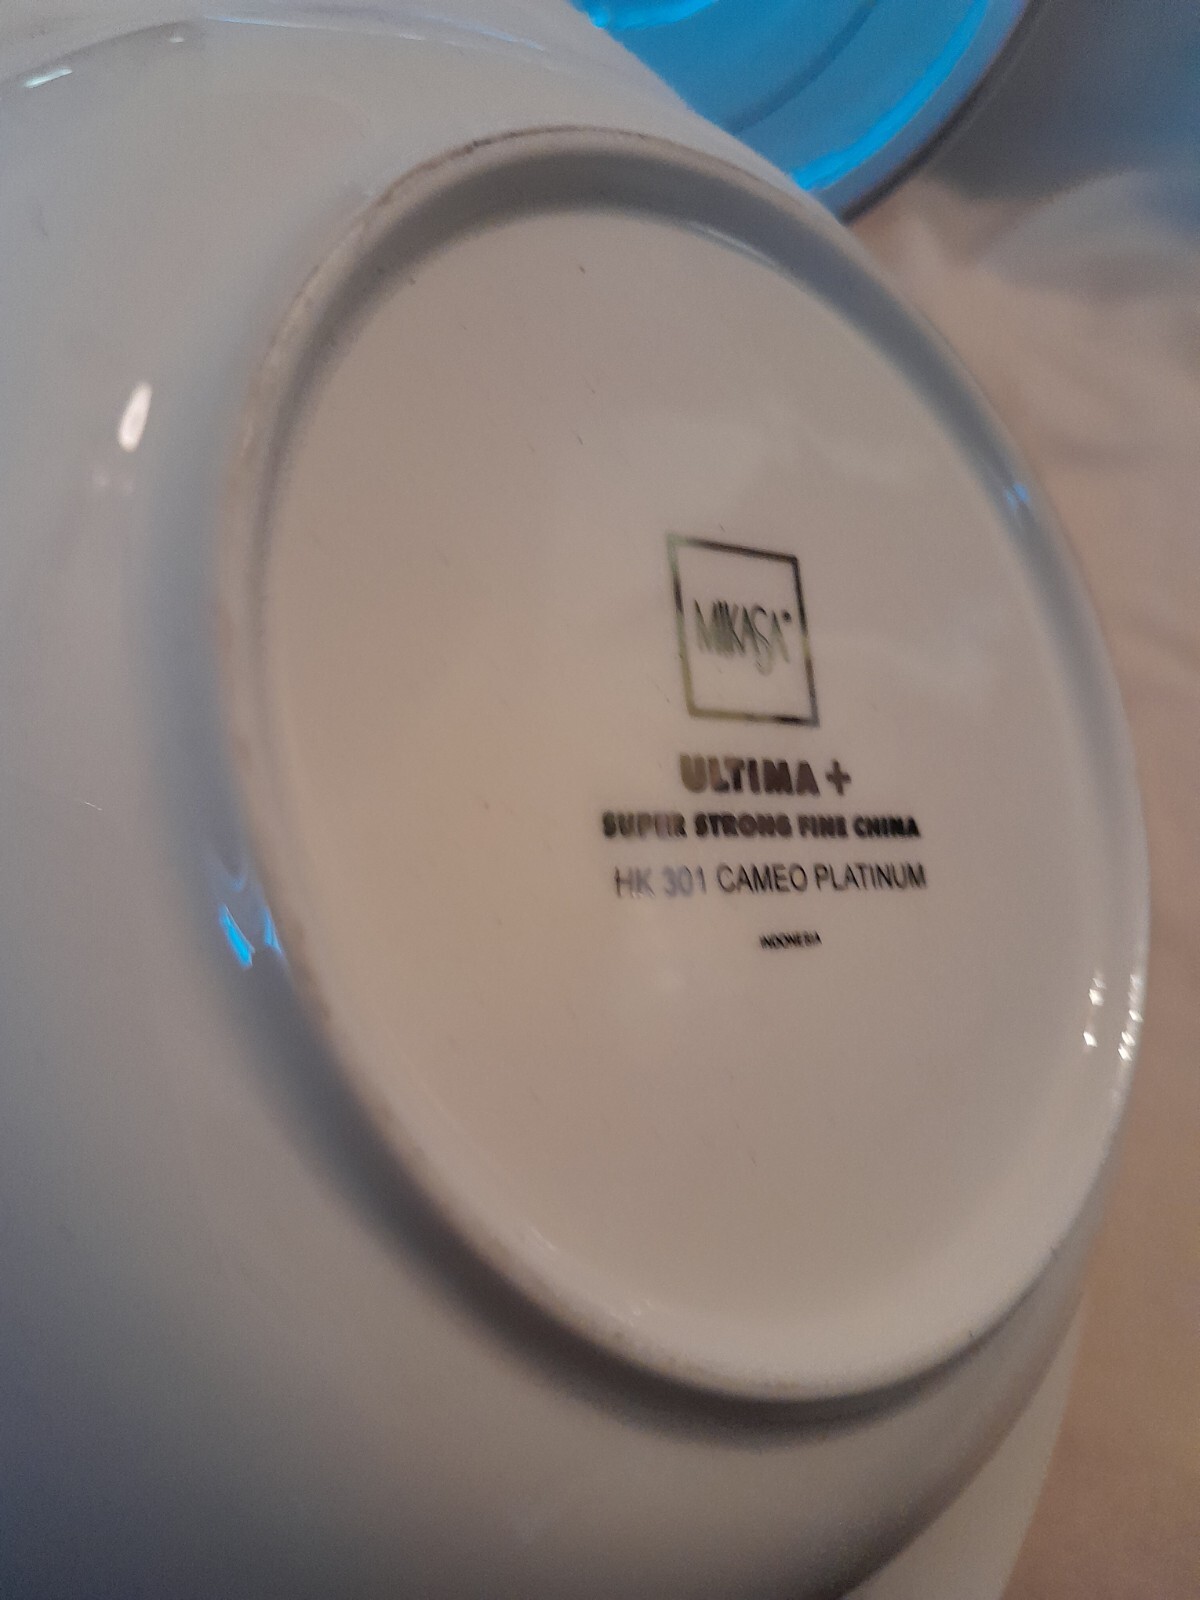 MIKASA
ULTIMA +
SUPER STRONG FINE CHINA
HK 301 CAMEO PLATINUM
INDONESIA